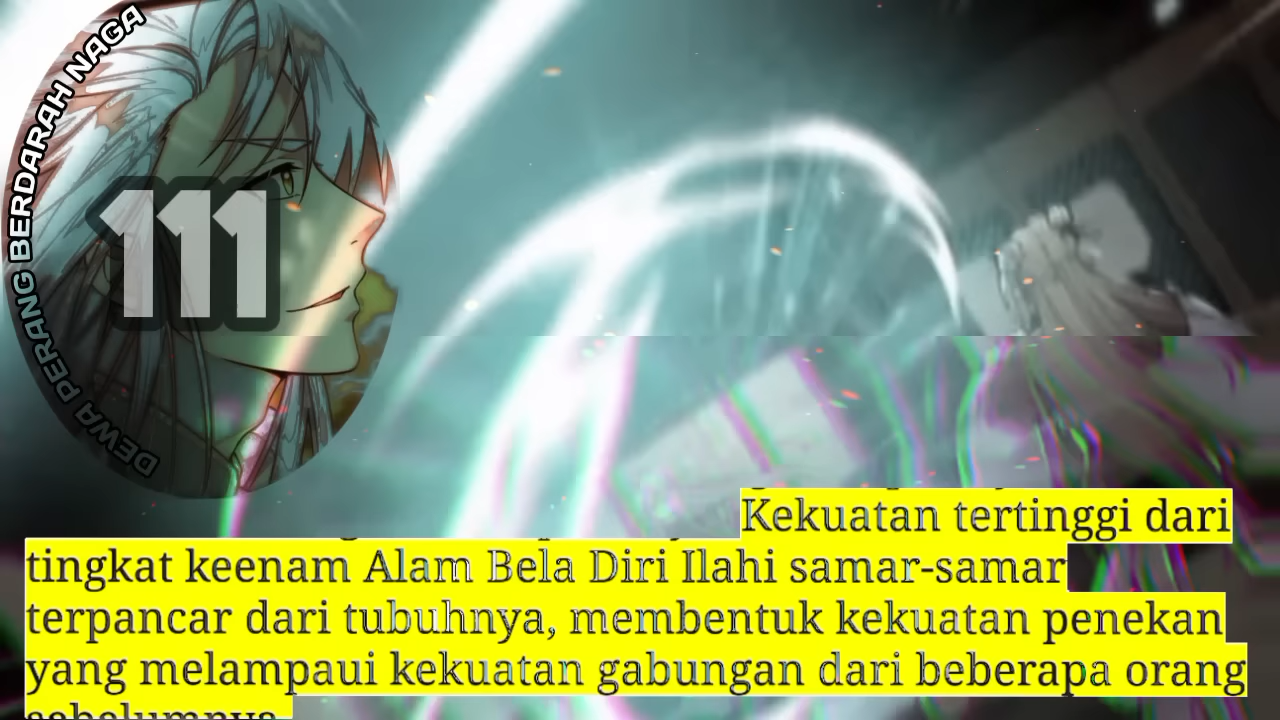 DEWA PERANG BERDARAH NAGA
111
Kekuatan tertinggi dari
tingkat keenam Alam Bela Diri Ilahi samar-samar
terpancar dari tubuhnya, membentuk kekuatan penekan
yang melampaui kekuatan gabungan dari beberapa orang
sebelumnya.